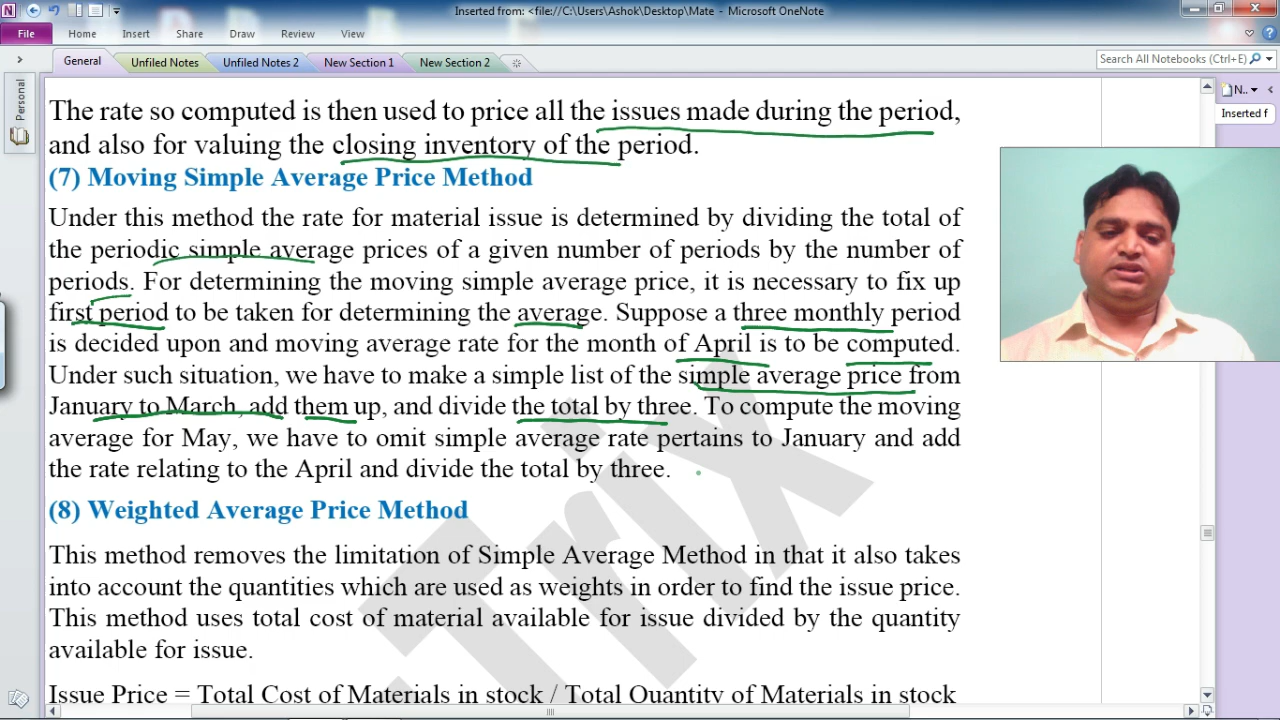 Inserted from: <file://C:\Users\Ashok\Desktop\Mate - Microsoft OneNote
File Home Insert Share Draw Review View
General Unfiled Notes Unfiled Notes 2 New Section 1 New Section 2 Search All Notebooks (Ctrl+E)
Personal
N..
Inserted f
The rate so computed is then used to price all the issues made during the period,
and also for valuing the closing inventory of the period.
(7) Moving Simple Average Price Method
Under this method the rate for material issue is determined by dividing the total of
the periodic simple average prices of a given number of periods by the number of
periods. For determining the moving simple average price, it is necessary to fix up
first period to be taken for determining the average. Suppose a three monthly period
is decided upon and moving average rate for the month of April is to be computed.
Under such situation, we have to make a simple list of the simple average price from
January to March, add them up, and divide the total by three. To compute the moving
average for May, we have to omit simple average rate pertains to January and add
the rate relating to the April and divide the total by three.
(8) Weighted Average Price Method
This method removes the limitation of Simple Average Method in that it also takes
into account the quantities which are used as weights in order to find the issue price.
This method uses total cost of material available for issue divided by the quantity
available for issue.
Issue Price = Total Cost of Materials in stock / Total Quantity of Materials in stock
Trix